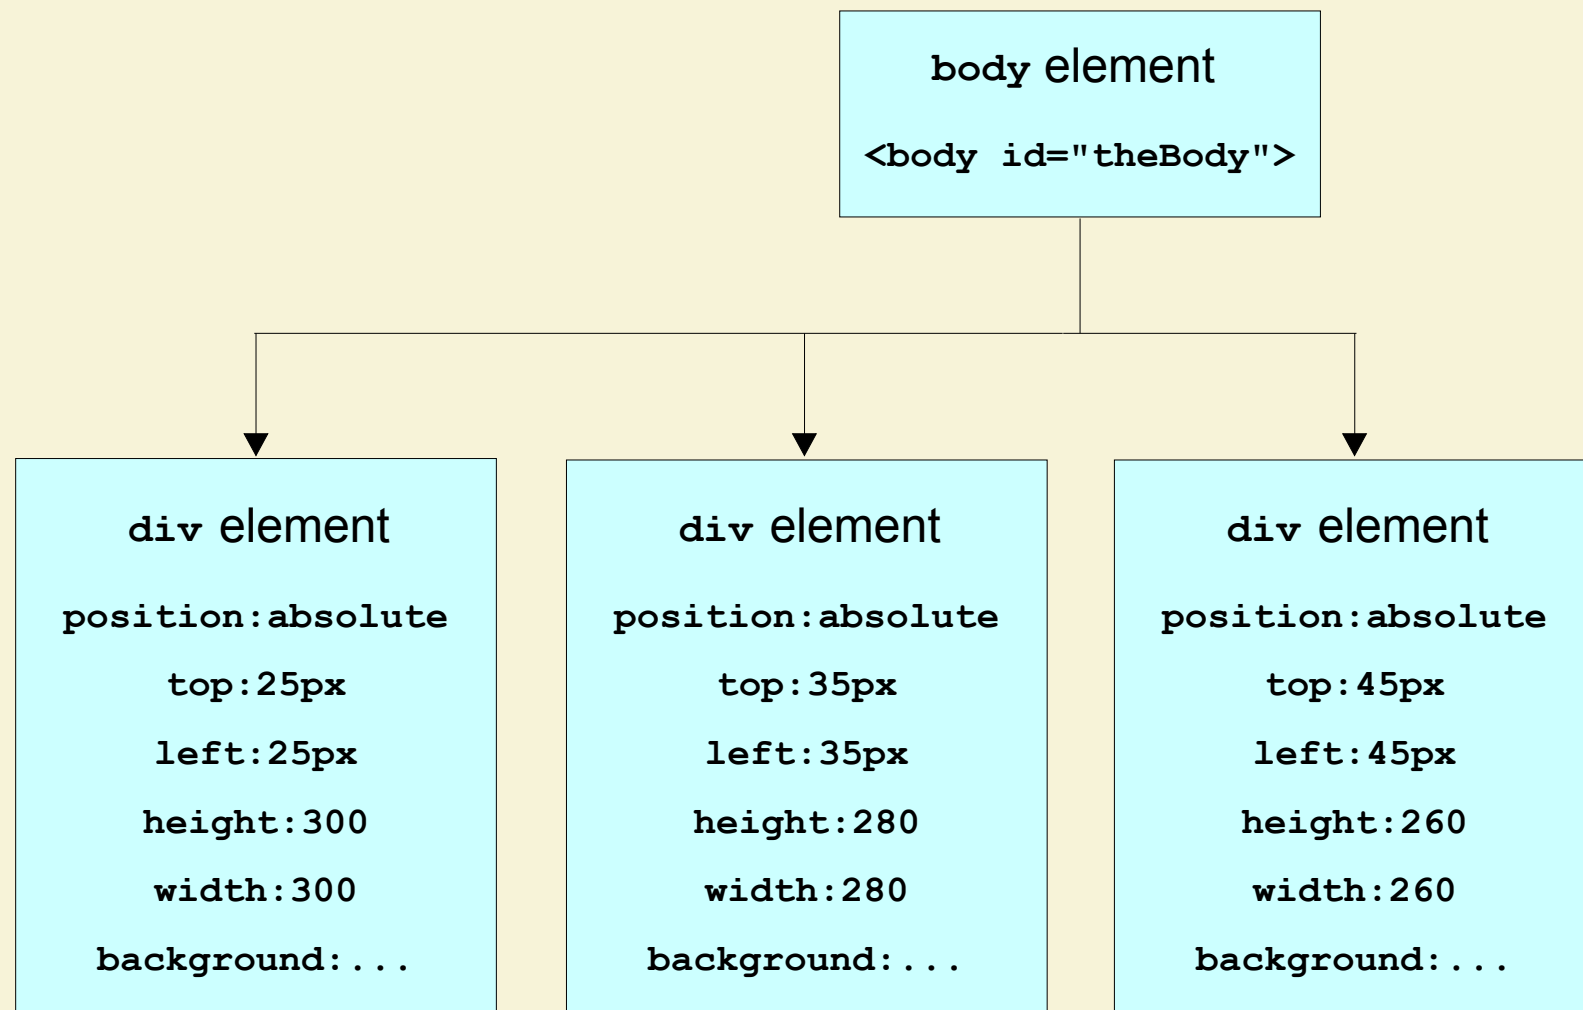 body element
<body id="theBody">
div element
position:absolute
top:25px
left:25px
height:300
width:300
background:...
div element
position:absolute
top:35px
left:35px
height:280
width:280
background:...
div element
position:absolute
top:45px
left:45px
height:260
width:260
background:...